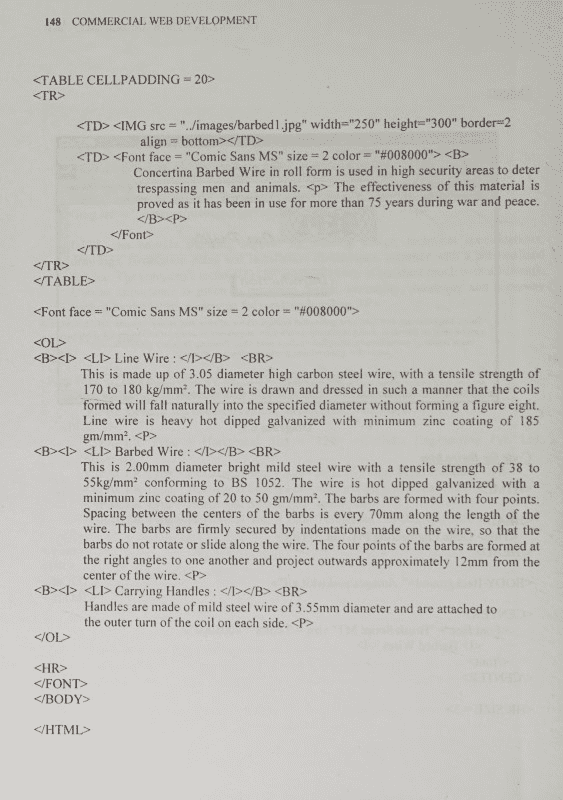 148 COMMERCIAL WEB DEVELOPMENT
<TABLE CELLPADDING = 20>
<TR>
<TD> <IMG src = "../images/barbed1.jpg" width="250" height="300" border=2
align = bottom></TD>
<TD> <Font face = "Comic Sans MS" size = 2 color = "#008000"> <B>
Concertina Barbed Wire in roll form is used in high security areas to deter
trespassing men and animals. <p> The effectiveness of this material is
proved as it has been in use for more than 75 years during war and peace.
</B><P>
</Font>
</TD>
</TR>
</TABLE>
<Font face = "Comic Sans MS" size = 2 color = "#008000">
<OL>
<B><I> <LI> Line Wire : </I></B> <BR>
This is made up of 3.05 diameter high carbon steel wire, with a tensile strength of
170 to 180 kg/mm². The wire is drawn and dressed in such a manner that the coils
formed will fall naturally into the specified diameter without forming a figure eight.
Line wire is heavy hot dipped galvanized with minimum zinc coating of 185
gm/mm². <P>
<B><I> <LI> Barbed Wire : </I></B> <BR>
This is 2.00mm diameter bright mild steel wire with a tensile strength of 38 to
55kg/mm² conforming to BS 1052. The wire is hot dipped galvanized with a
minimum zinc coating of 20 to 50 gm/mm². The barbs are formed with four points.
Spacing between the centers of the barbs is every 70mm along the length of the
wire. The barbs are firmly secured by indentations made on the wire, so that the
barbs do not rotate or slide along the wire. The four points of the barbs are formed at
the right angles to one another and project outwards approximately 12mm from the
center of the wire. <P>
<B><I> <LI> Carrying Handles : </I></B> <BR>
Handles are made of mild steel wire of 3.55mm diameter and are attached to
the outer turn of the coil on each side. <P>
</OL>
<HR>
</FONT>
</BODY>
</HTML>